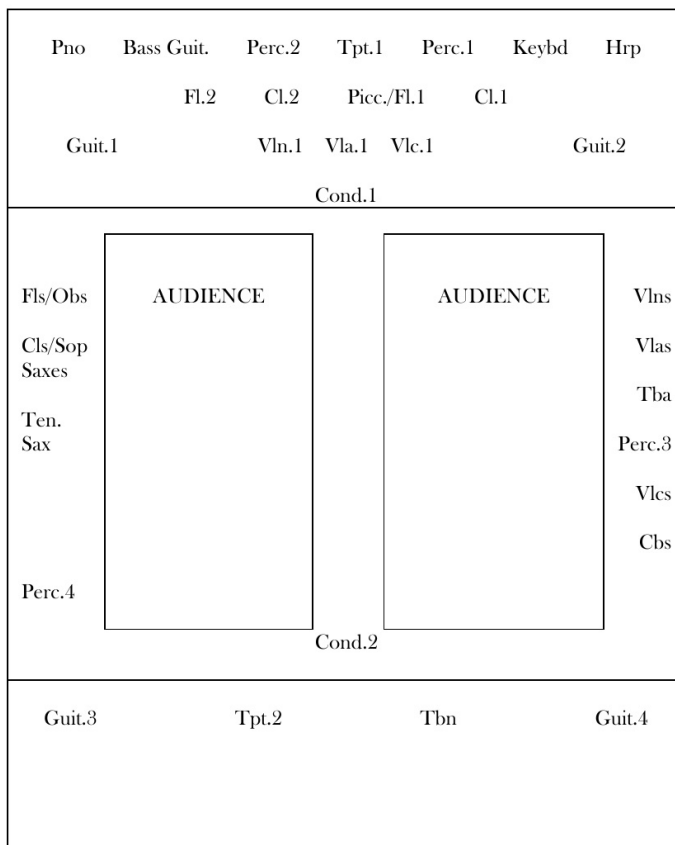 Pno Bass Guit. Perc.2 Tpt.1 Perc.1 Keybd Hrp
Fl.2 Cl.2 Picc./Fl.1 Cl.1
Guit.1 Vln.1 Vla.1 Vlc.1 Guit.2
Cond.1
Fls/Obs AUDIENCE AUDIENCE Vlns
Cls/Sop Vlas
Saxes
Tba
Ten.
Sax Perc.3
Vlcs
Cbs
Perc.4
Cond.2
Guit.3 Tpt.2 Tbn Guit.4